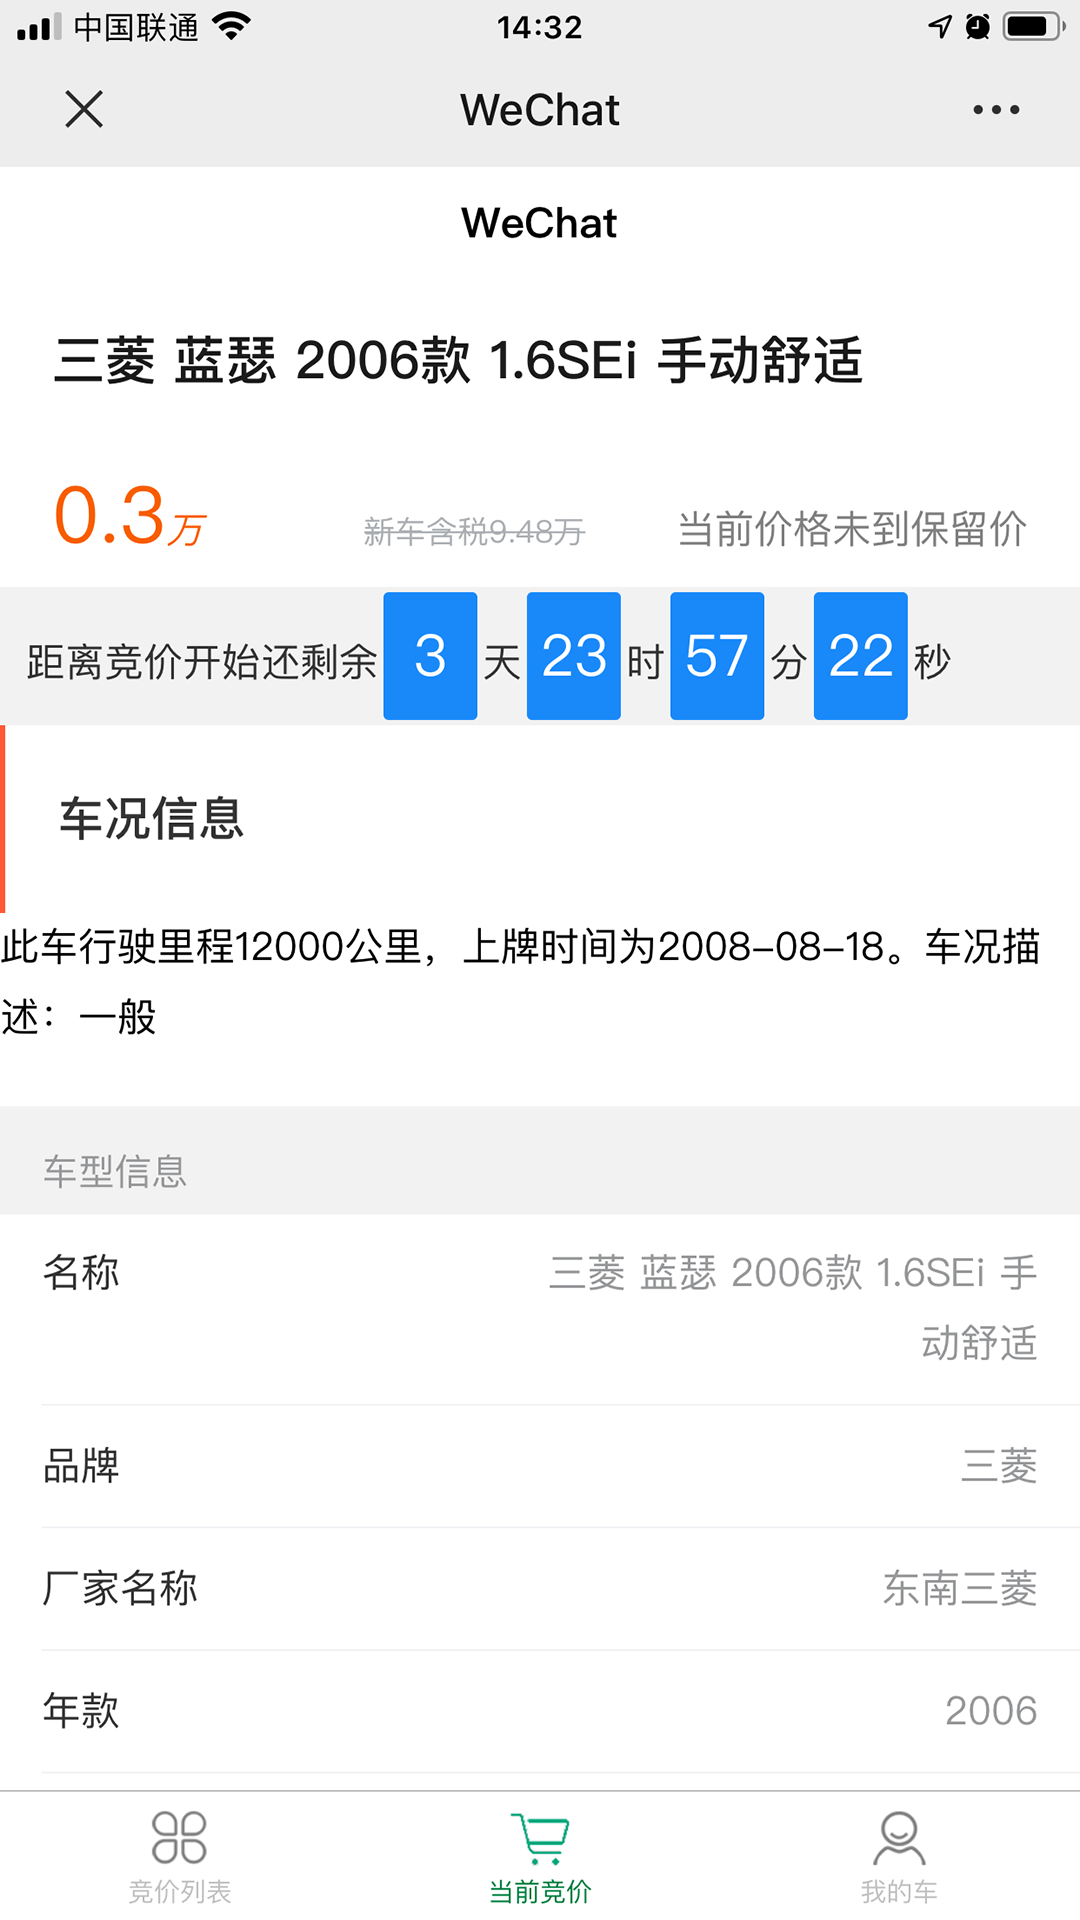 中国联通 14:32
WeChat
WeChat
三菱 蓝瑟 2006款 1.6SEi 手动舒适
0.3万 新车含税9.48万 当前价格未到保留价
距离竞价开始还剩余 3 天 23 时 57 分 22 秒
车况信息
此车行驶里程12000公里，上牌时间为2008-08-18。车况描
述：一般
车型信息
名称 三菱 蓝瑟 2006款 1.6SEi 手
动舒适
品牌 三菱
厂家名称 东南三菱
年款 2006
竞价列表 当前竞价 我的车